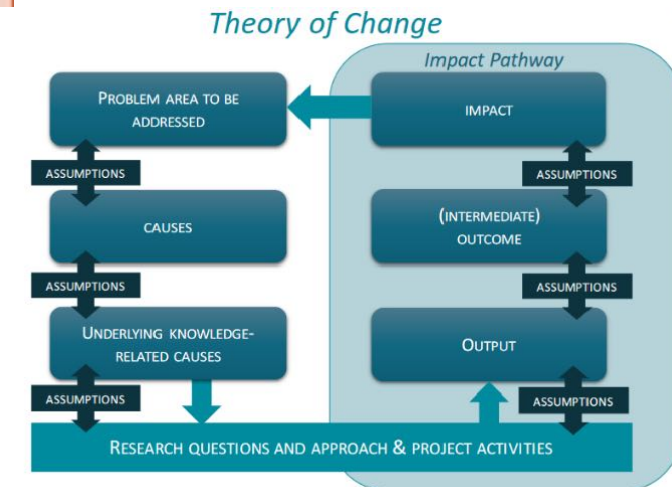 Theory of Change
Impact Pathway
PROBLEM AREA TO BE
ADDRESSED
IMPACT
ASSUMPTIONS
ASSUMPTIONS
CAUSES
(INTERMEDIATE)
OUTCOME
ASSUMPTIONS
ASSUMPTIONS
UNDERLYING KNOWLEDGE-
RELATED CAUSES
OUTPUT
ASSUMPTIONS
ASSUMPTIONS
RESEARCH QUESTIONS AND APPROACH & PROJECT ACTIVITIES